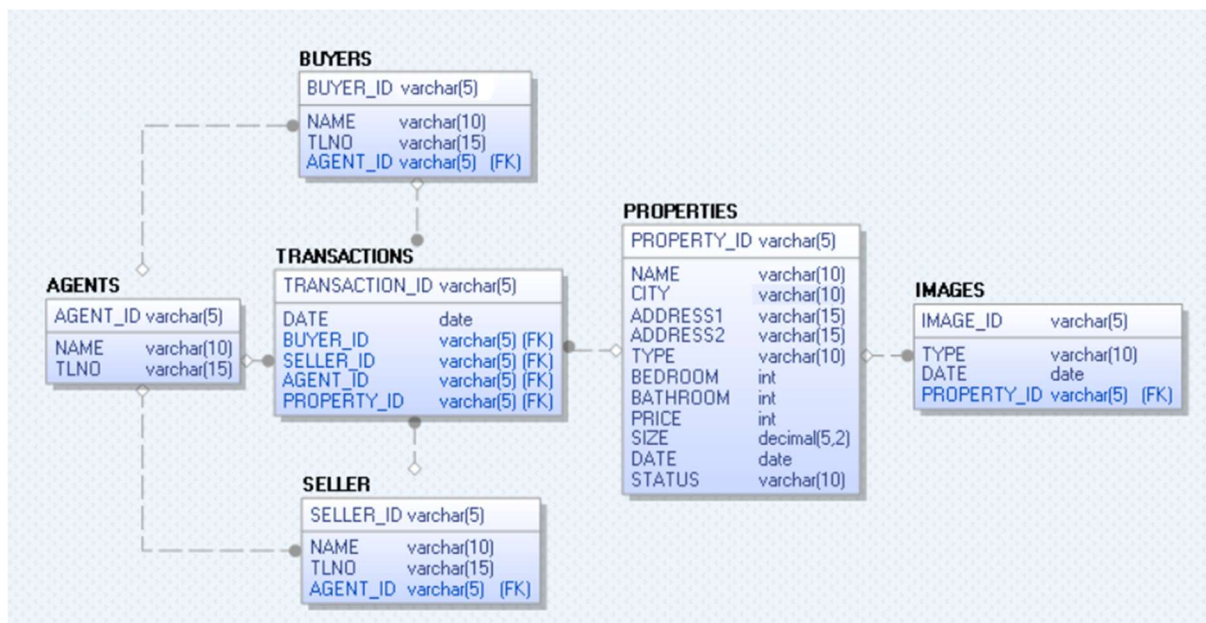 BUYERS
BUYER_ID varchar(5)
NAME varchar(10)
TLNO varchar(15)
AGENT_ID varchar(5) (FK)
AGENTS
AGENT_ID varchar(5)
NAME varchar(10)
TLNO varchar(15)
TRANSACTIONS
TRANSACTION_ID varchar(5)
DATE date
BUYER_ID varchar(5) (FK)
SELLER_ID varchar(5) (FK)
AGENT_ID varchar(5) (FK)
PROPERTY_ID varchar(5) (FK)
SELLER
SELLER_ID varchar(5)
NAME varchar(10)
TLNO varchar(15)
AGENT_ID varchar(5) (FK)
PROPERTIES
PROPERTY_ID varchar(5)
NAME varchar(10)
CITY varchar(10)
ADDRESS1 varchar(15)
ADDRESS2 varchar(15)
TYPE varchar(10)
BEDROOM int
BATHROOM int
PRICE int
SIZE decimal(5,2)
DATE date
STATUS varchar(10)
IMAGES
IMAGE_ID varchar(5)
TYPE varchar(10)
DATE date
PROPERTY_ID varchar(5) (FK)